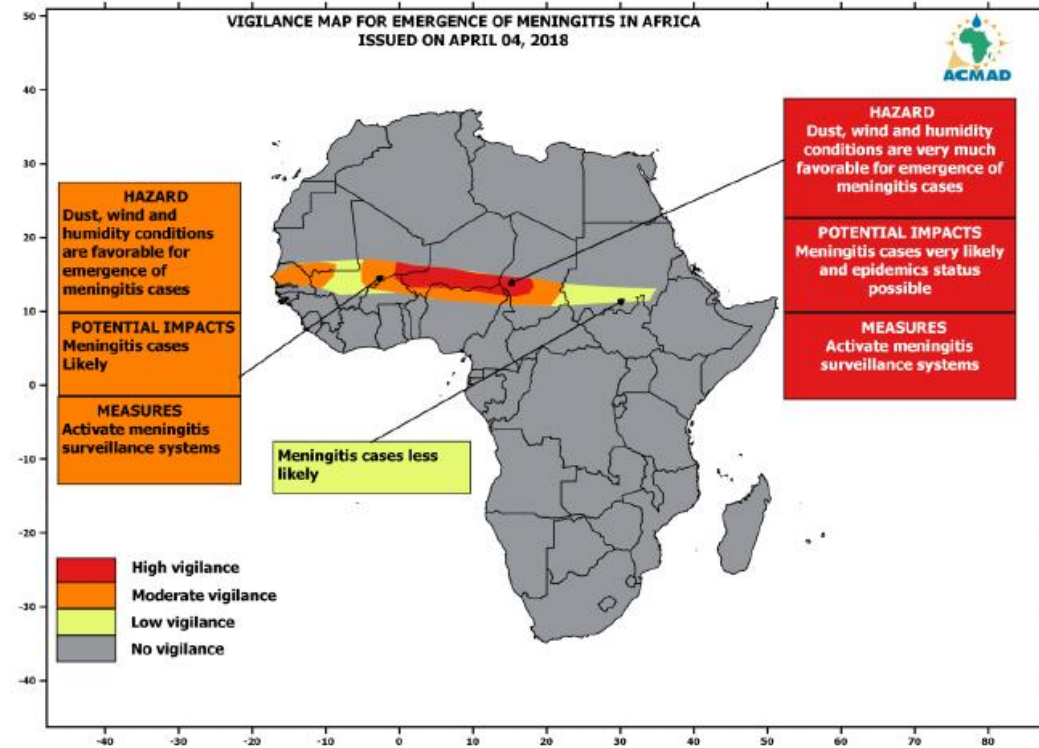 VIGILANCE MAP FOR EMERGENCE OF MENINGITIS IN AFRICA
ISSUED ON APRIL 04, 2018
ACMAD
HAZARD
Dust, wind and humidity
conditions are very much
favorable for emergence of
meningitis cases
POTENTIAL IMPACTS
Meningitis cases very likely
and epidemics status
possible
MEASURES
Activate meningitis
surveillance systems
HAZARD
Dust, wind and
humidity conditions
are favorable for
emergence of
meningitis cases
POTENTIAL IMPACTS
Meningitis cases
Likely
MEASURES
Activate meningitis
surveillance systems
Meningitis cases less
likely
High vigilance
Moderate vigilance
Low vigilance
No vigilance
50
40
30
20
10
0
-10
-20
-30
-40
-40 -30 -20 -10 0 10 20 30 40 50 60 70 80